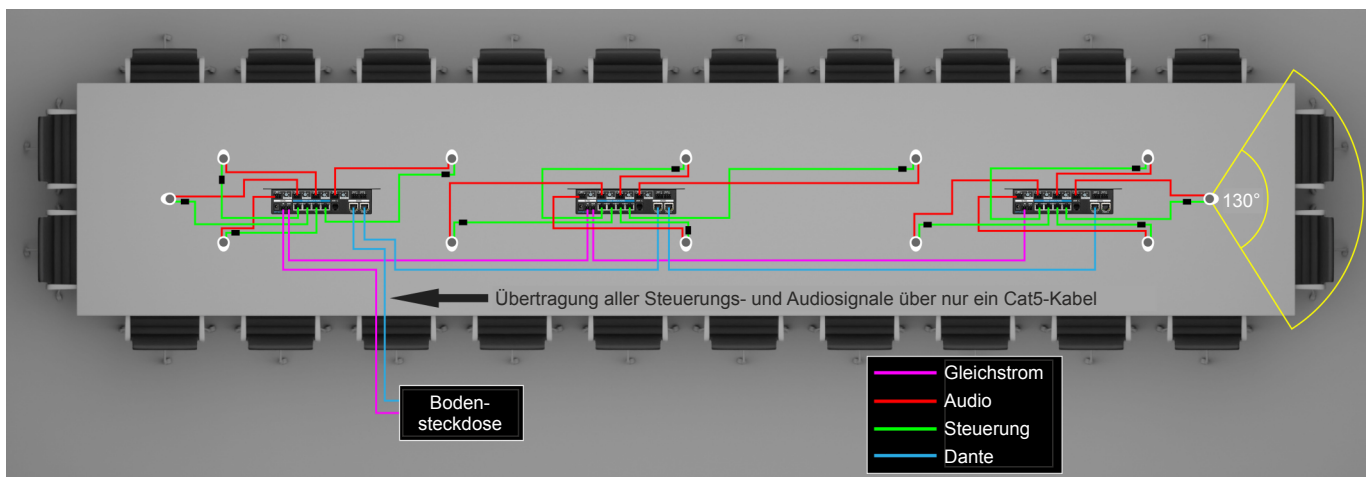 130°
Übertragung aller Steuerungs- und Audiosignale über nur ein Cat5-Kabel
Boden-
steckdose
Gleichstrom
Audio
Steuerung
Dante